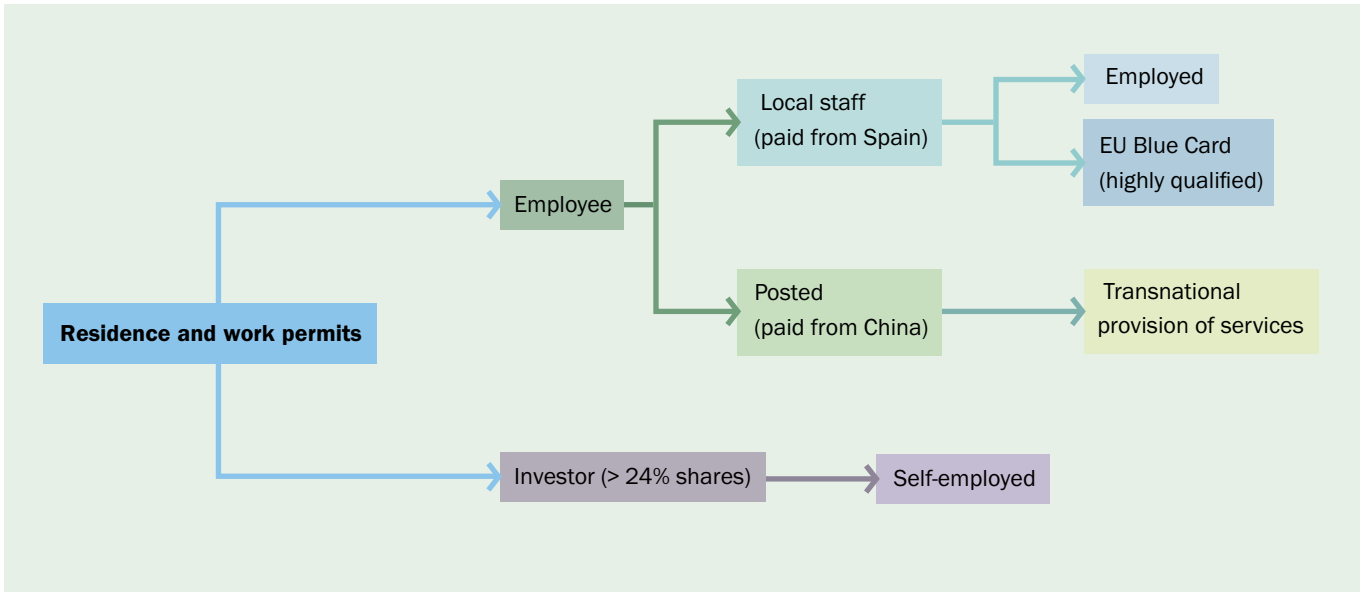 Residence and work permits
Employee
Local staff
(paid from Spain)
Employed
EU Blue Card
(highly qualified)
Posted
(paid from China)
Transnational
provision of services
Investor (> 24% shares)
Self-employed